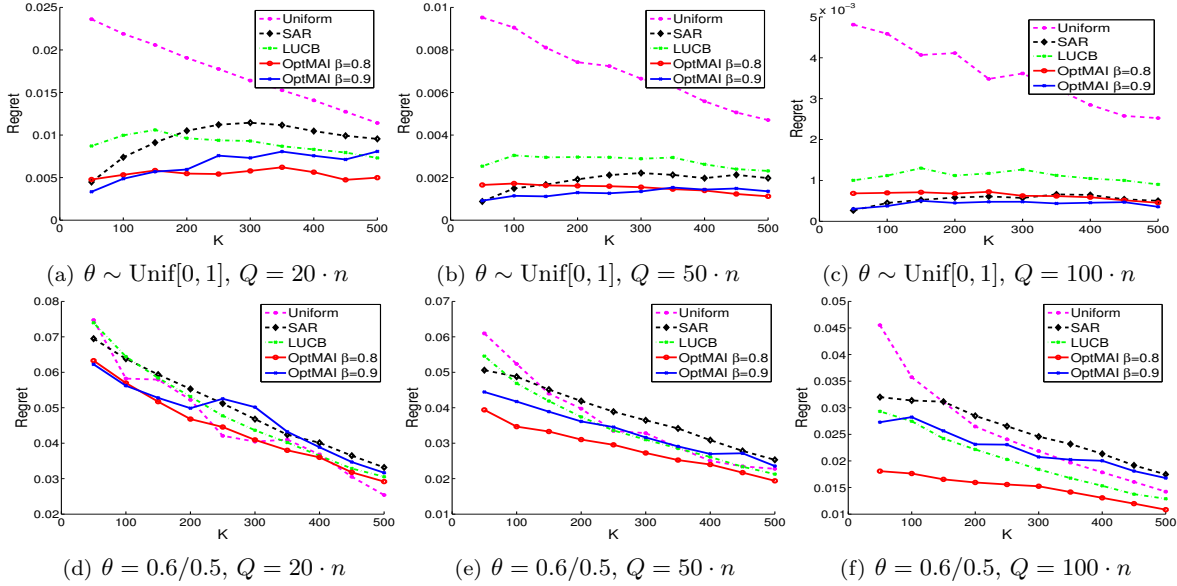 0.025
0.02
0.015
0.01
0.005
0
Regret
0 100 200 300 400 500
K
Uniform
SAR
LUCB
OptMAI β=0.8
OptMAI β=0.9
(a) θ ∼ Unif[0, 1], Q = 20 · n
0.01
0.008
0.006
0.004
0.002
0
Regret
0 100 200 300 400 500
K
Uniform
SAR
LUCB
OptMAI β=0.8
OptMAI β=0.9
(b) θ ∼ Unif[0, 1], Q = 50 · n
x 10⁻³
5
4
3
2
1
0
Regret
0 100 200 300 400 500
K
Uniform
SAR
LUCB
OptMAI β=0.8
OptMAI β=0.9
(c) θ ∼ Unif[0, 1], Q = 100 · n
0.08
0.07
0.06
0.05
0.04
0.03
0.02
Regret
0 100 200 300 400 500
K
Uniform
SAR
LUCB
OptMAI β=0.8
OptMAI β=0.9
(d) θ = 0.6/0.5, Q = 20 · n
0.07
0.06
0.05
0.04
0.03
0.02
0.01
Regret
0 100 200 300 400 500
K
Uniform
SAR
LUCB
OptMAI β=0.8
OptMAI β=0.9
(e) θ = 0.6/0.5, Q = 50 · n
0.045
0.04
0.035
0.03
0.025
0.02
0.015
0.01
Regret
0 100 200 300 400 500
K
Uniform
SAR
LUCB
OptMAI β=0.8
OptMAI β=0.9
(f) θ = 0.6/0.5, Q = 100 · n